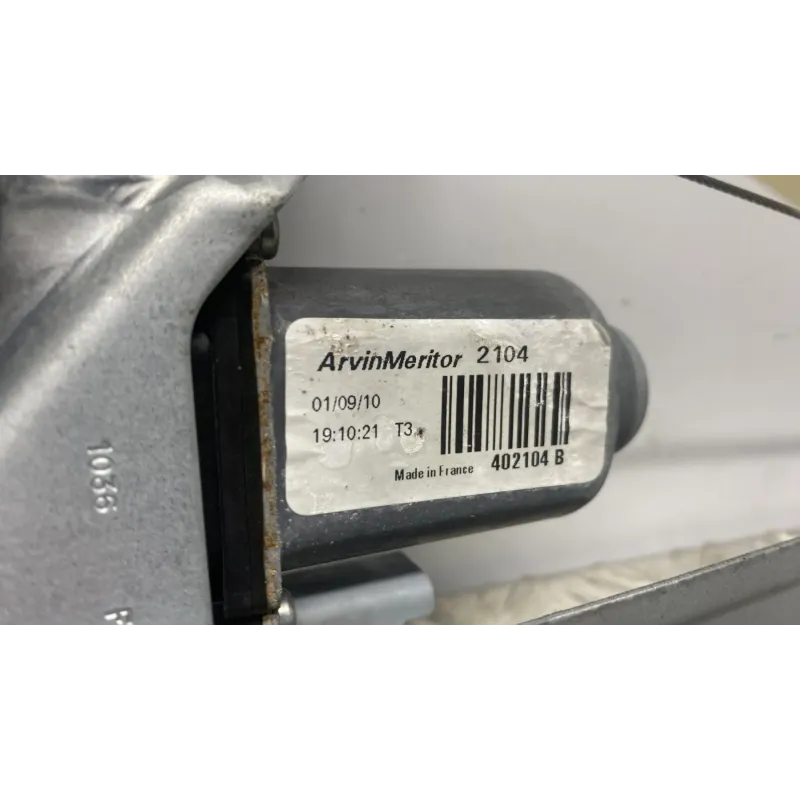 ArvinMeritor 2104
01/09/10
19:10:21 T3
Made in France 402104 B
1036